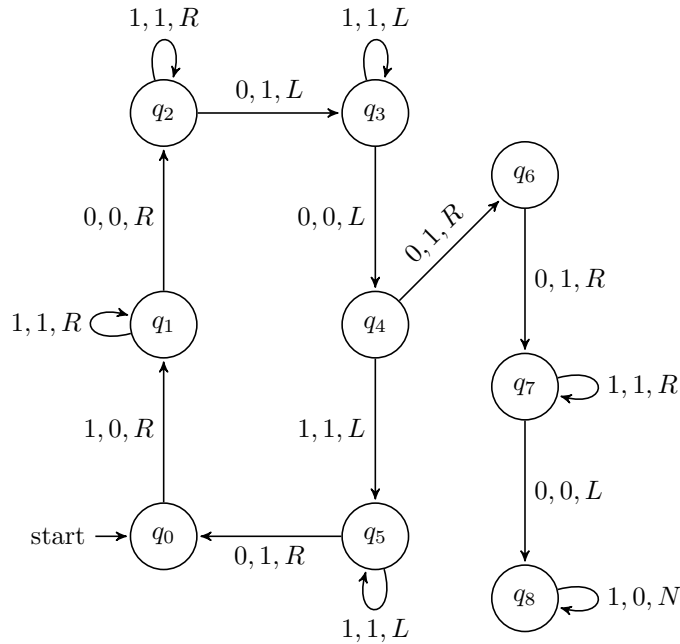 1, 1, R
1, 1, L
0, 1, L
q2
q3
q6
0, 0, R
0, 0, L
0, 1, R
0, 1, R
1, 1, R
q1
q4
q7
1, 1, R
1, 0, R
1, 1, L
0, 0, L
start
q0
q5
0, 1, R
q8
1, 0, N
1, 1, L